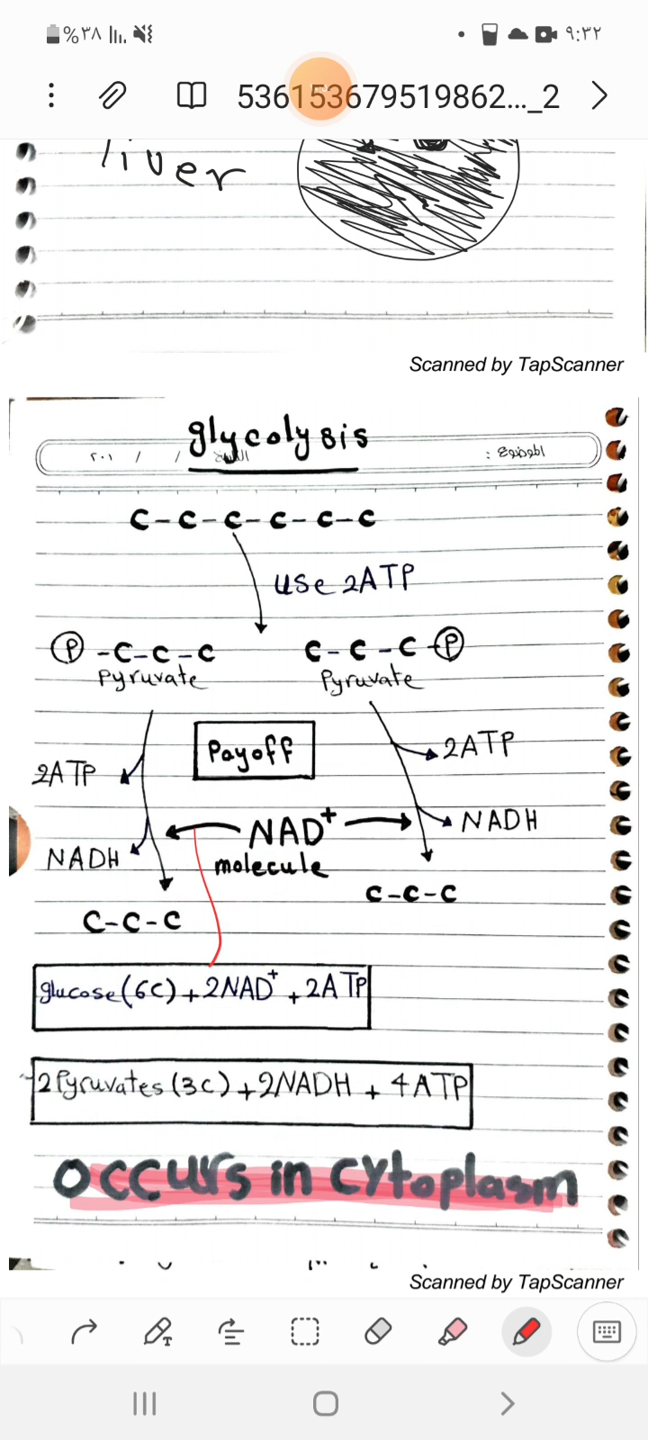 %٣٨
٩:٣٢
536153679519862..._2
liver
Scanned by TapScanner
glycolysis
٢٠١ / /
الموضوع :
C-C-C-C-C-C
use 2ATP
P -C-C-C
C-C-C-P
Pyruvate
Pyruvate
Payoff
2ATP
2ATP
NAD+
NADH
NADH
molecule
C-C-C
C-C-C
glucose(6C)+2NAD+ +2ATP
2Pyruvates(3C)+2NADH + 4ATP
occurs in cytoplasm
Scanned by TapScanner